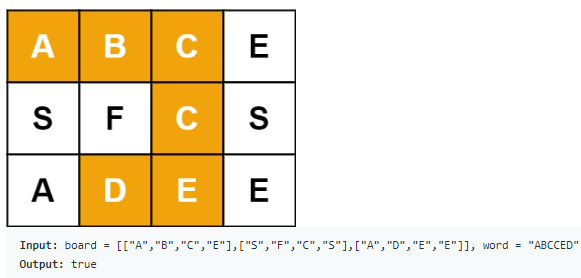 A B C E
S F C S
A D E E
Input: board = [["A","B","C","E"],["S","F","C","S"],["A","D","E","E"]], word = "ABCCED"
Output: true